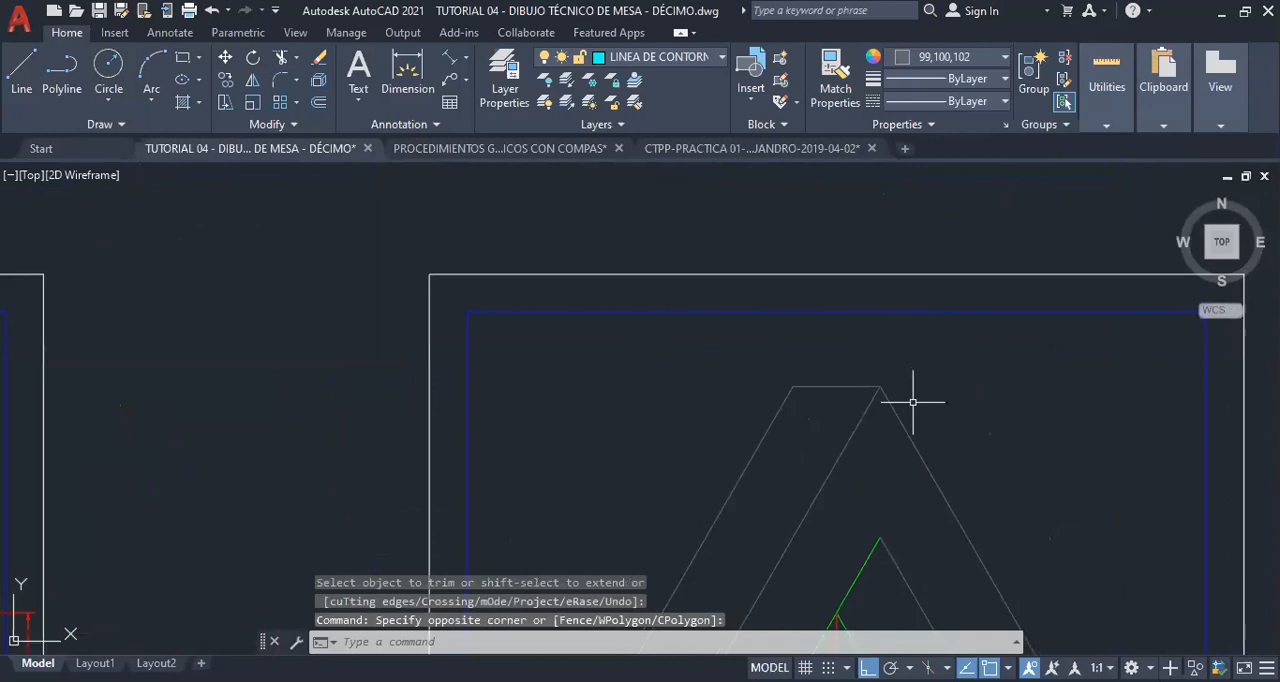 Autodesk AutoCAD 2021 TUTORIAL 04 - DIBUJO TÉCNICO DE MESA - DÉCIMO.dwg Type a keyword or phrase Sign In
Home Insert Annotate Parametric View Manage Output Add-ins Collaborate Featured Apps
LINEA DE CONTORN 99,100,102
ByLayer
ByLayer
Line Polyline Circle Arc Text Dimension Layer Properties Insert Match Properties Group Utilities Clipboard View
Draw Modify Annotation Layers Block Properties Groups
Start TUTORIAL 04 - DIBU... DE MESA - DÉCIMO* PROCEDIMIENTOS G...ICOS CON COMPAS* CTPP-PRACTICA 01-...JANDRO-2019-04-02*
[−][Top][2D Wireframe]
N
W TOP E
S
WCS
Select object to trim or shift-select to extend or
[cuTting edges/Crossing/mOde/Project/eRase/Undo]:
Command: Specify opposite corner or [Fence/WPolygon/CPolygon]:
Y
X
Type a command
Model Layout1 Layout2 MODEL 1:1